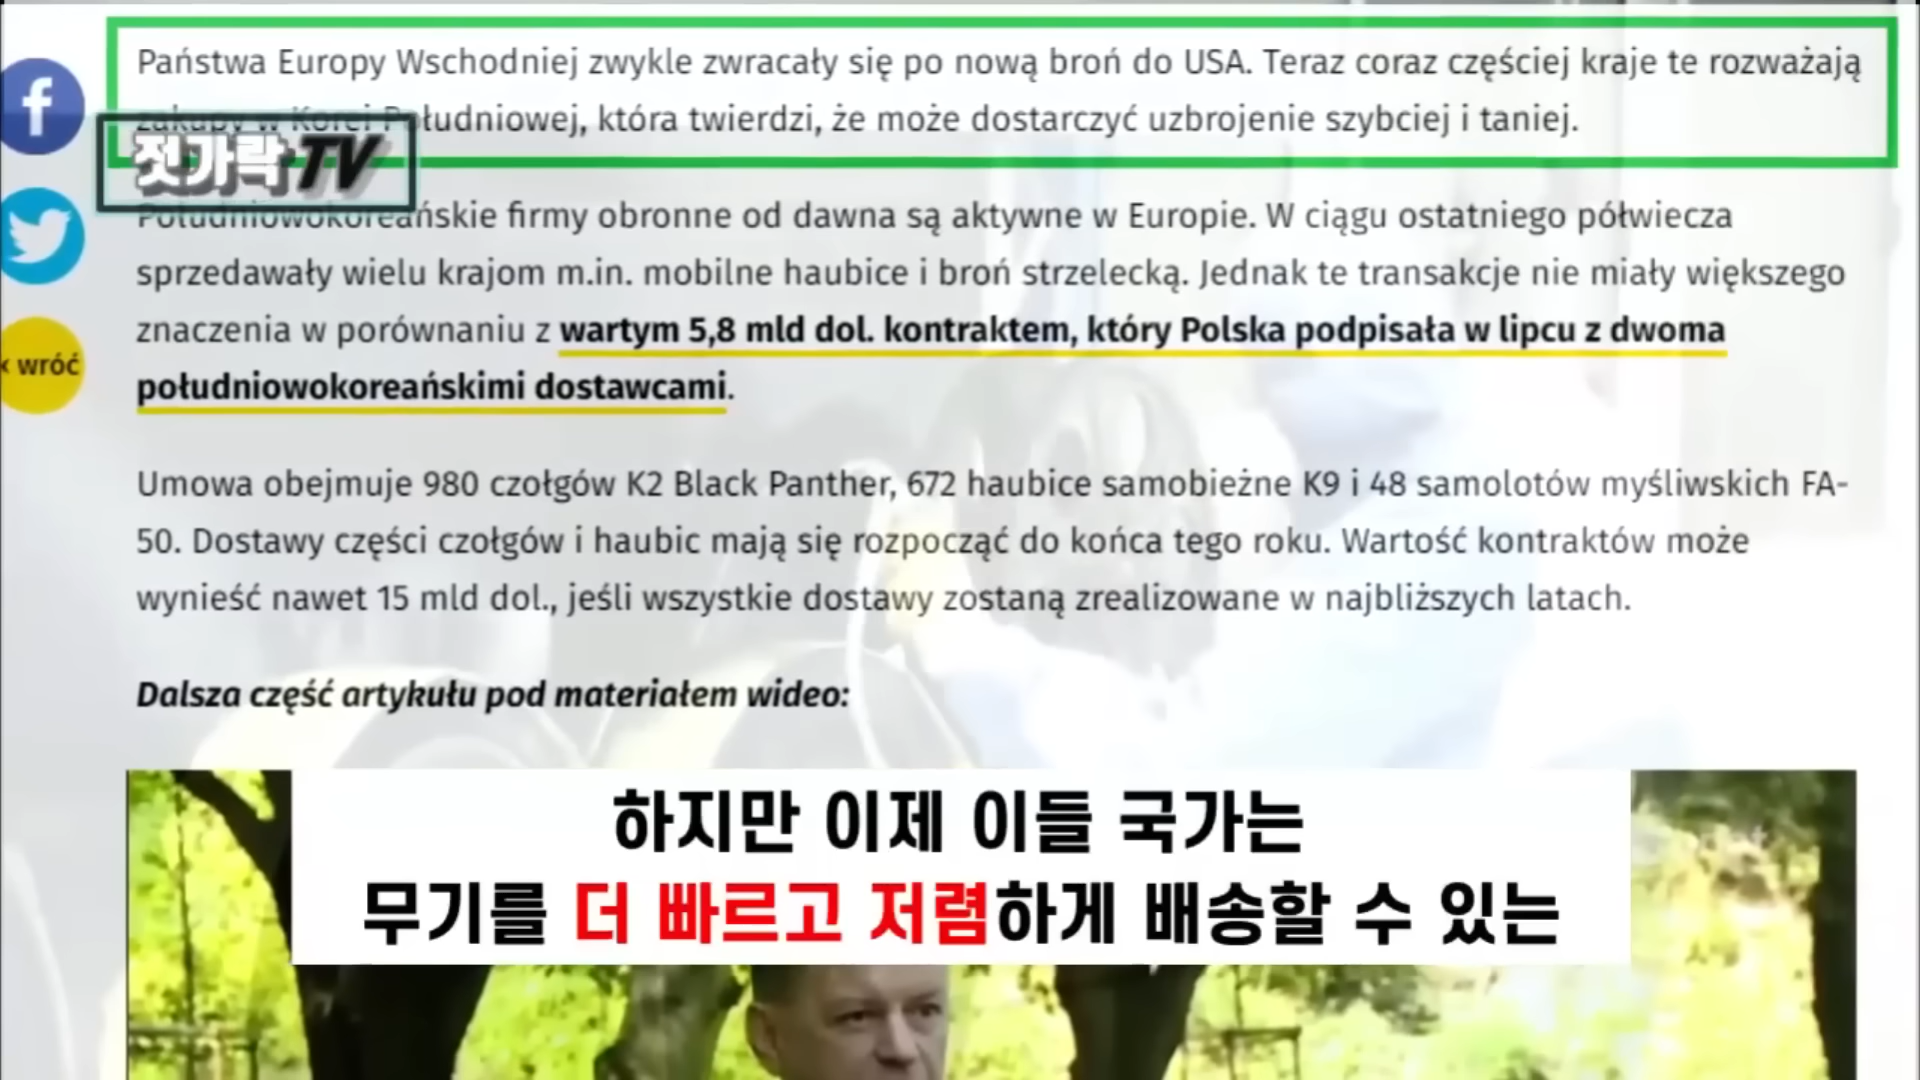 Państwa Europy Wschodniej zwykle zwracały się po nową broń do USA. Teraz coraz częściej kraje te rozważają
zakupy w Korei Południowej, która twierdzi, że może dostarczyć uzbrojenie szybciej i taniej.
젓가락 TV
Południowokoreańskie firmy obronne od dawna są aktywne w Europie. W ciągu ostatniego półwiecza
sprzedawały wielu krajom m.in. mobilne haubice i broń strzelecką. Jednak te transakcje nie miały większego
‹ wróć
znaczenia w porównaniu z wartym 5,8 mld dol. kontraktem, który Polska podpisała w lipcu z dwoma
południowokoreańskimi dostawcami.
Umowa obejmuje 980 czołgów K2 Black Panther, 672 haubice samobieżne K9 i 48 samolotów myśliwskich FA-
50. Dostawy części czołgów i haubic mają się rozpocząć do końca tego roku. Wartość kontraktów może
wynieść nawet 15 mld dol., jeśli wszystkie dostawy zostaną zrealizowane w najbliższych latach.
Dalsza część artykułu pod materiałem wideo:
하지만 이제 이들 국가는
무기를 더 빠르고 저렴하게 배송할 수 있는